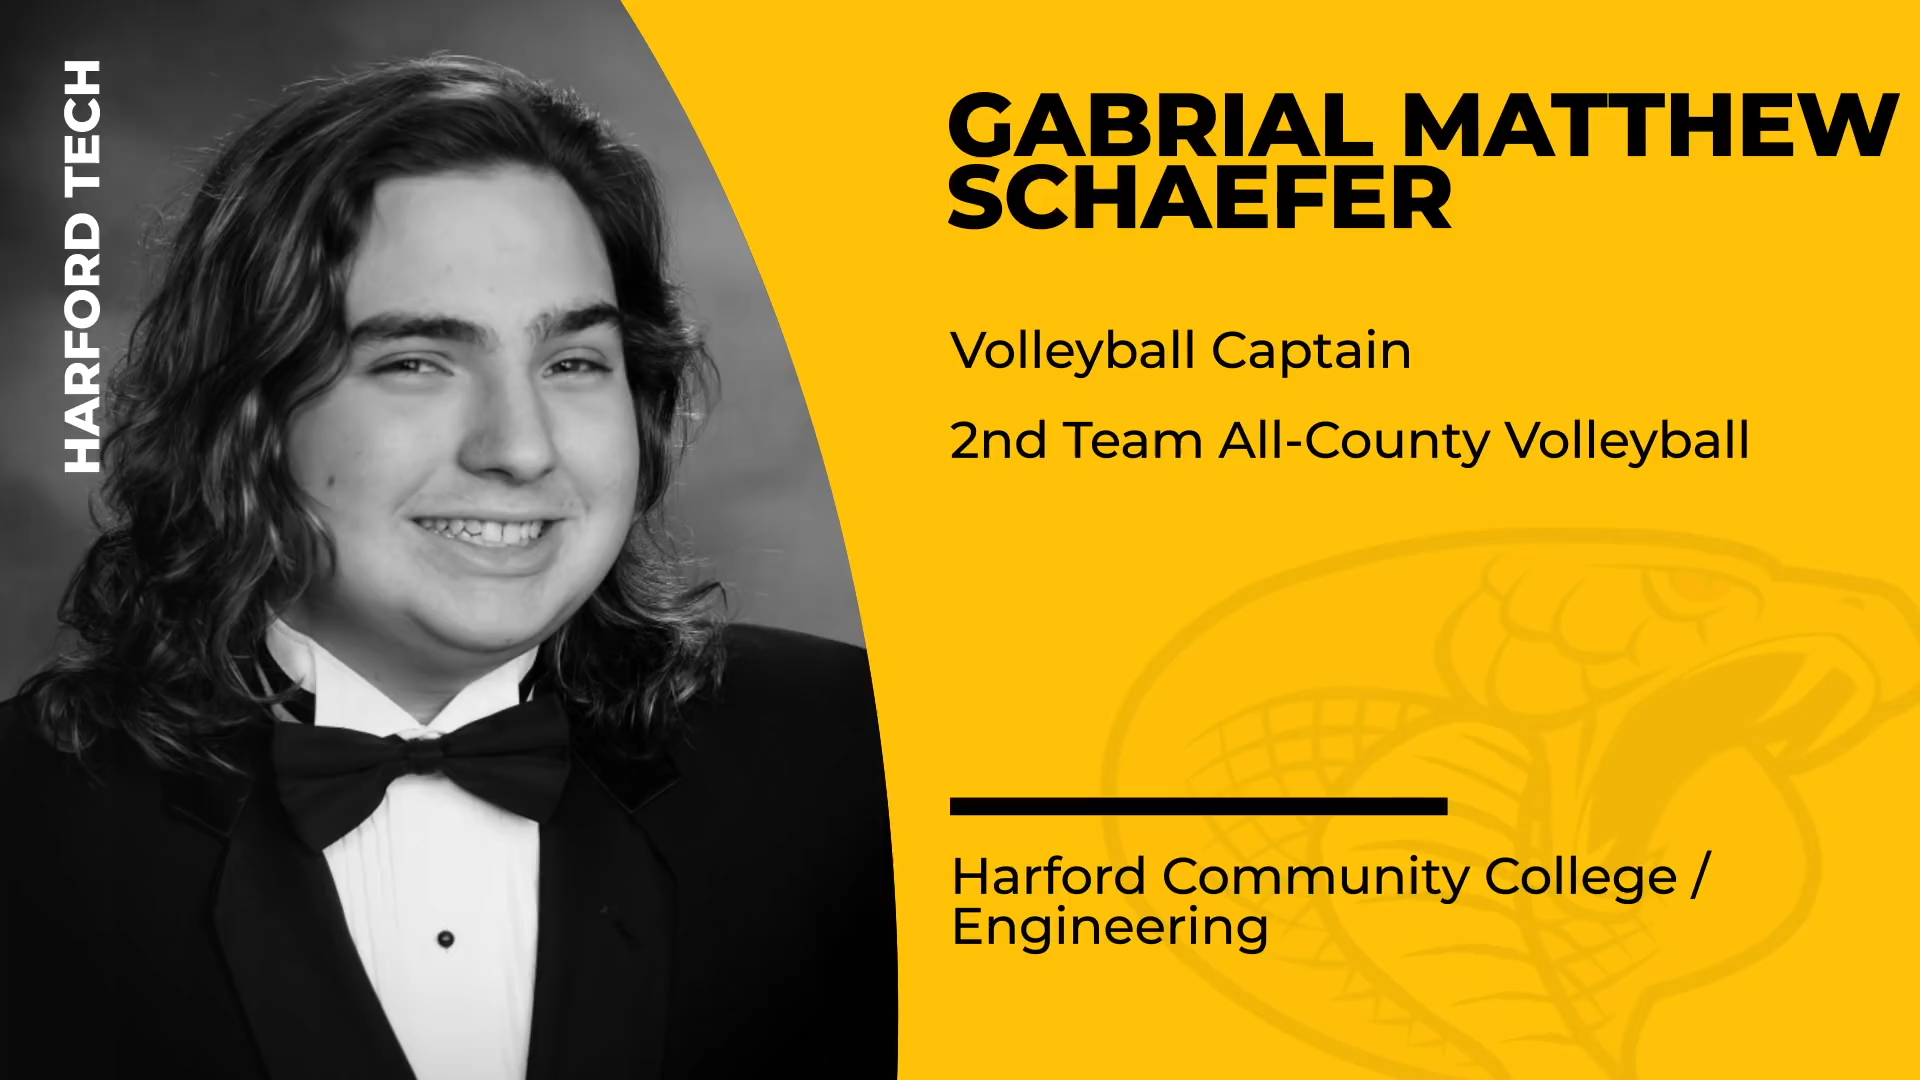 HARFORD TECH
GABRIAL MATTHEW
SCHAEFER
Volleyball Captain
2nd Team All-County Volleyball
Harford Community College /
Engineering